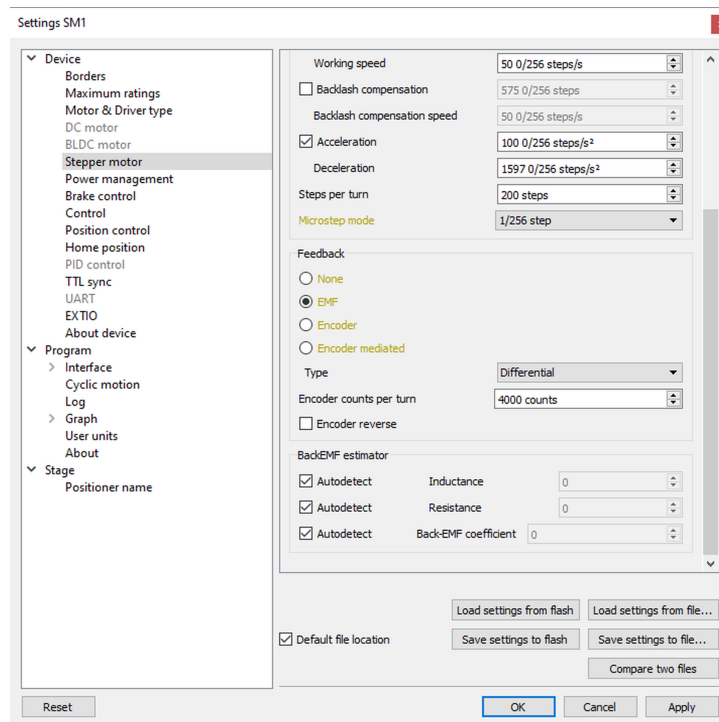 Settings SM1
Device
Borders
Maximum ratings
Motor & Driver type
DC motor
BLDC motor
Stepper motor
Power management
Brake control
Control
Position control
Home position
PID control
TTL sync
UART
EXTIO
About device
Program
Interface
Cyclic motion
Log
Graph
User units
About
Stage
Positioner name
Working speed 50 0/256 steps/s
Backlash compensation 575 0/256 steps
Backlash compensation speed 50 0/256 steps/s
Acceleration 100 0/256 steps/s²
Deceleration 1597 0/256 steps/s²
Steps per turn 200 steps
Microstep mode 1/256 step
Feedback
None
EMF
Encoder
Encoder mediated
Type Differential
Encoder counts per turn 4000 counts
Encoder reverse
BackEMF estimator
Autodetect Inductance 0
Autodetect Resistance 0
Autodetect Back-EMF coefficient 0
Load settings from flash Load settings from file...
Default file location Save settings to flash Save settings to file...
Compare two files
Reset OK Cancel Apply